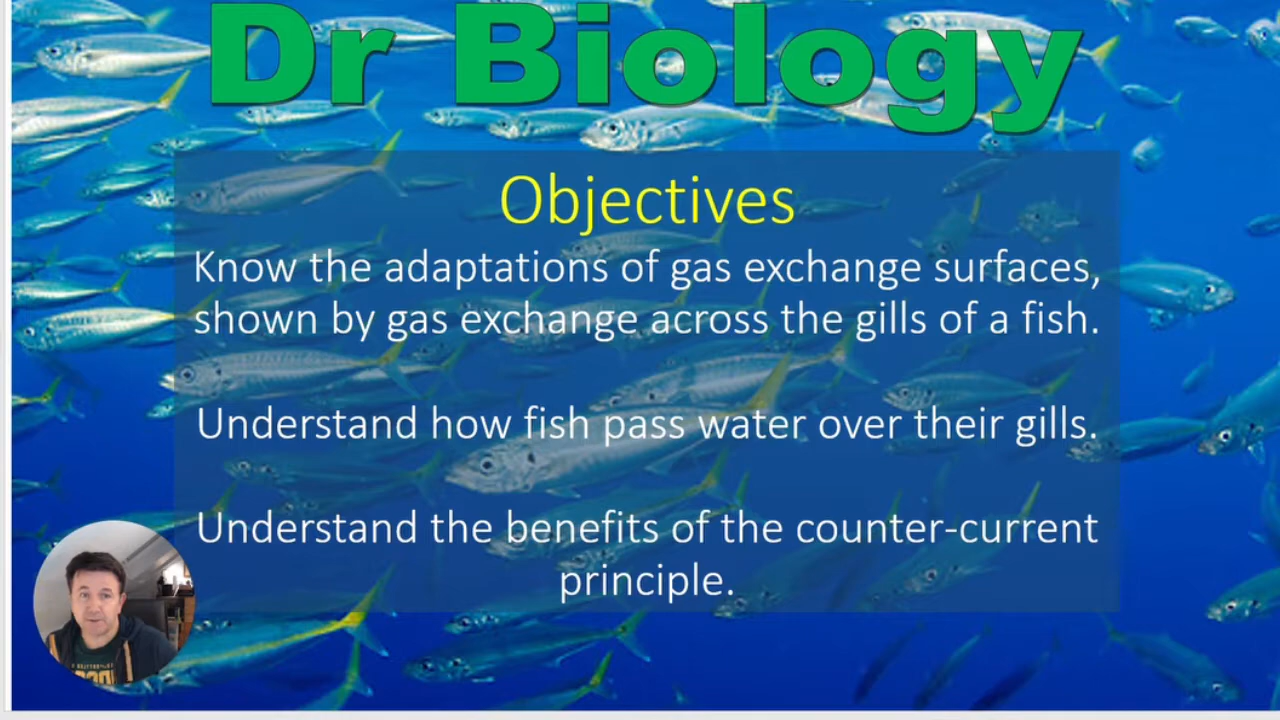 Dr Biology
Objectives
Know the adaptations of gas exchange surfaces,
shown by gas exchange across the gills of a fish.
Understand how fish pass water over their gills.
Understand the benefits of the counter-current
principle.